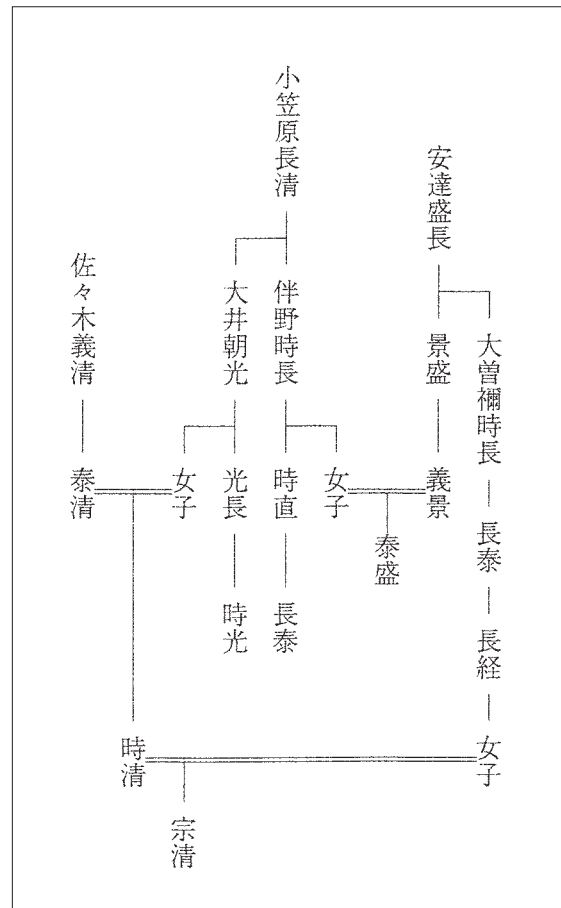 安達盛長
大曽禰時長
長泰
長経
女子
景盛
義景
泰盛
小笠原長清
伴野時長
女子
時直
長泰
大井朝光
光長
時光
女子
佐々木義清
泰清
時清
宗清